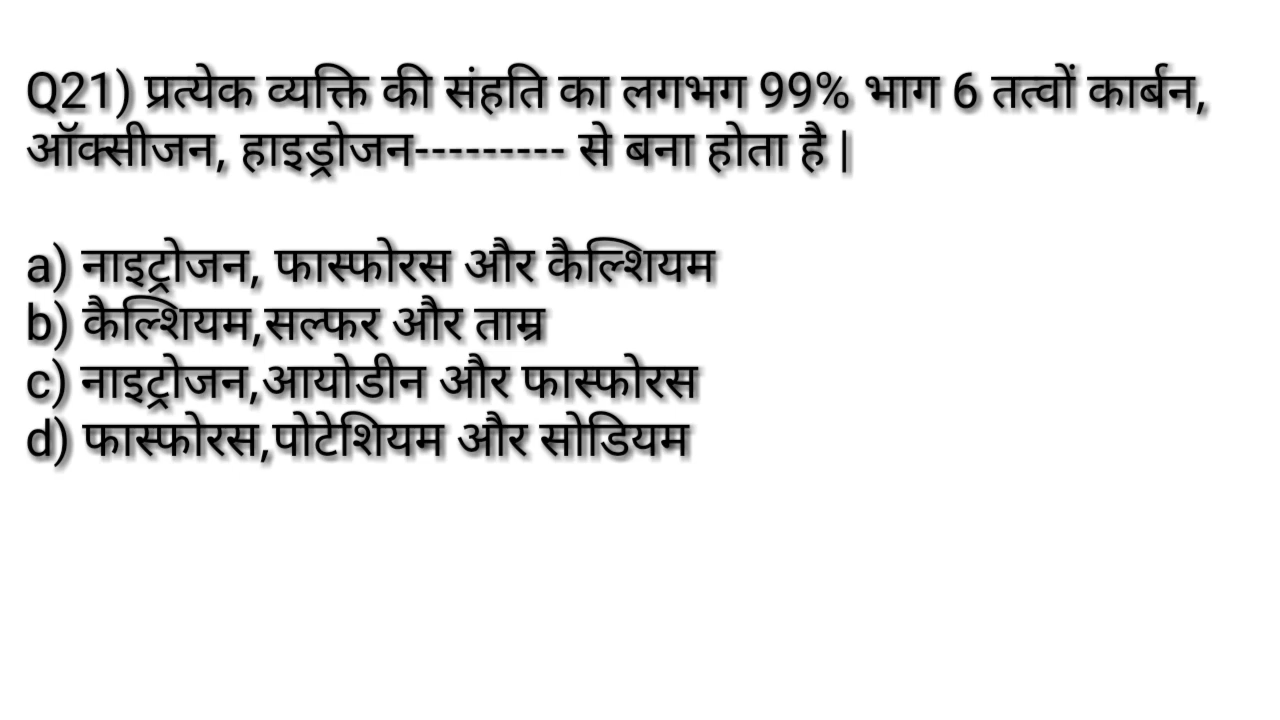 Q21) प्रत्येक व्यक्ति की संहति का लगभग 99% भाग 6 तत्वों कार्बन,
ऑक्सीजन, हाइड्रोजन--------- से बना होता है |
a) नाइट्रोजन, फास्फोरस और कैल्शियम
b) कैल्शियम,सल्फर और ताम्र
c) नाइट्रोजन,आयोडीन और फास्फोरस
d) फास्फोरस,पोटेशियम और सोडियम